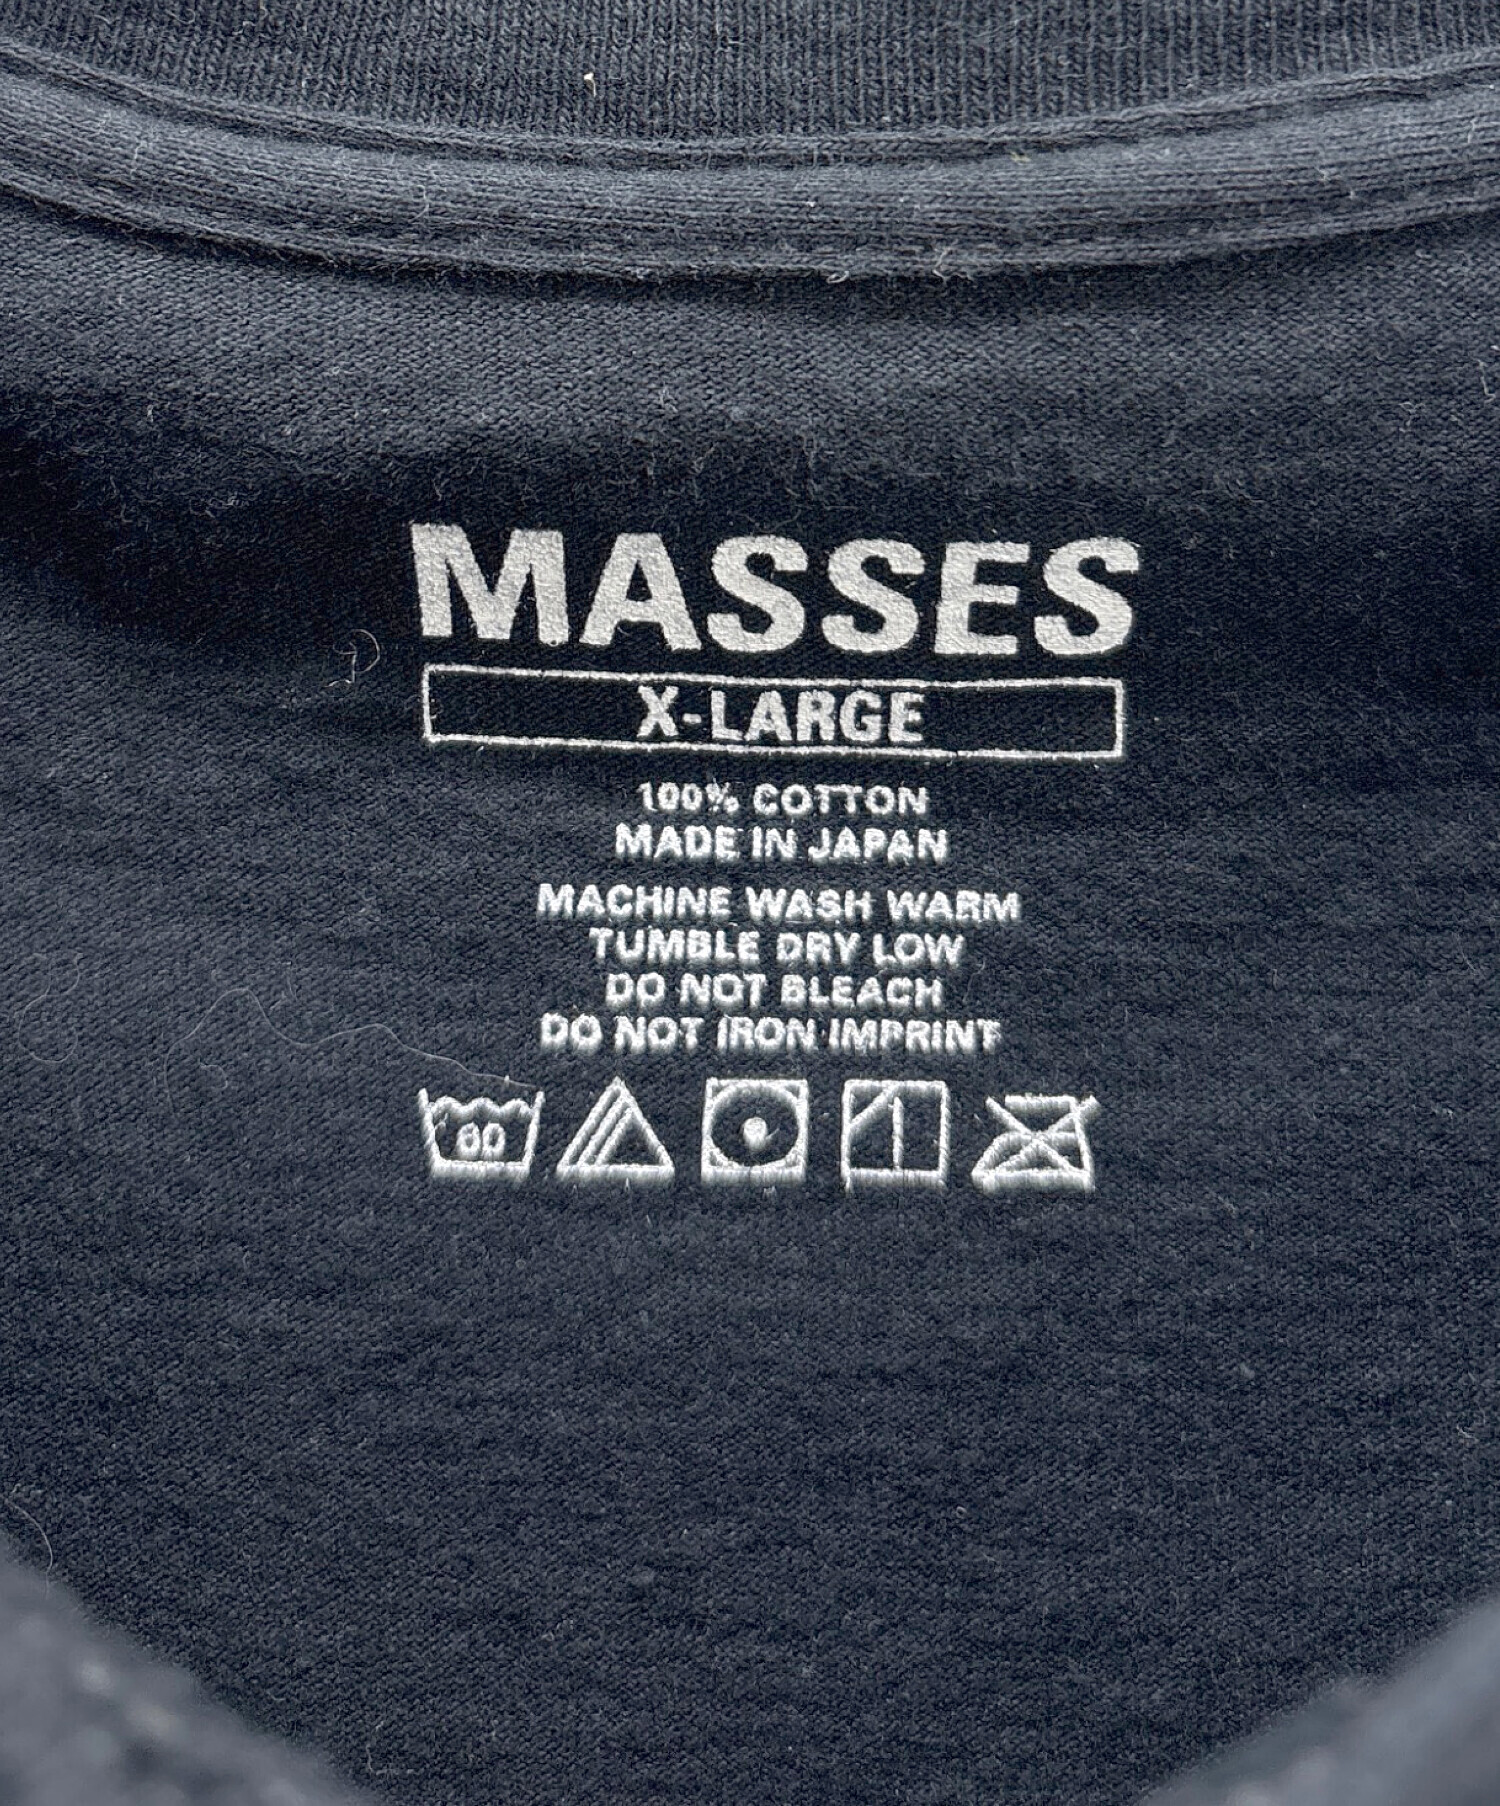 MASSES
X-LARGE
100% COTTON
MADE IN JAPAN
MACHINE WASH WARM
TUMBLE DRY LOW
DO NOT BLEACH
DO NOT IRON IMPRINT
60